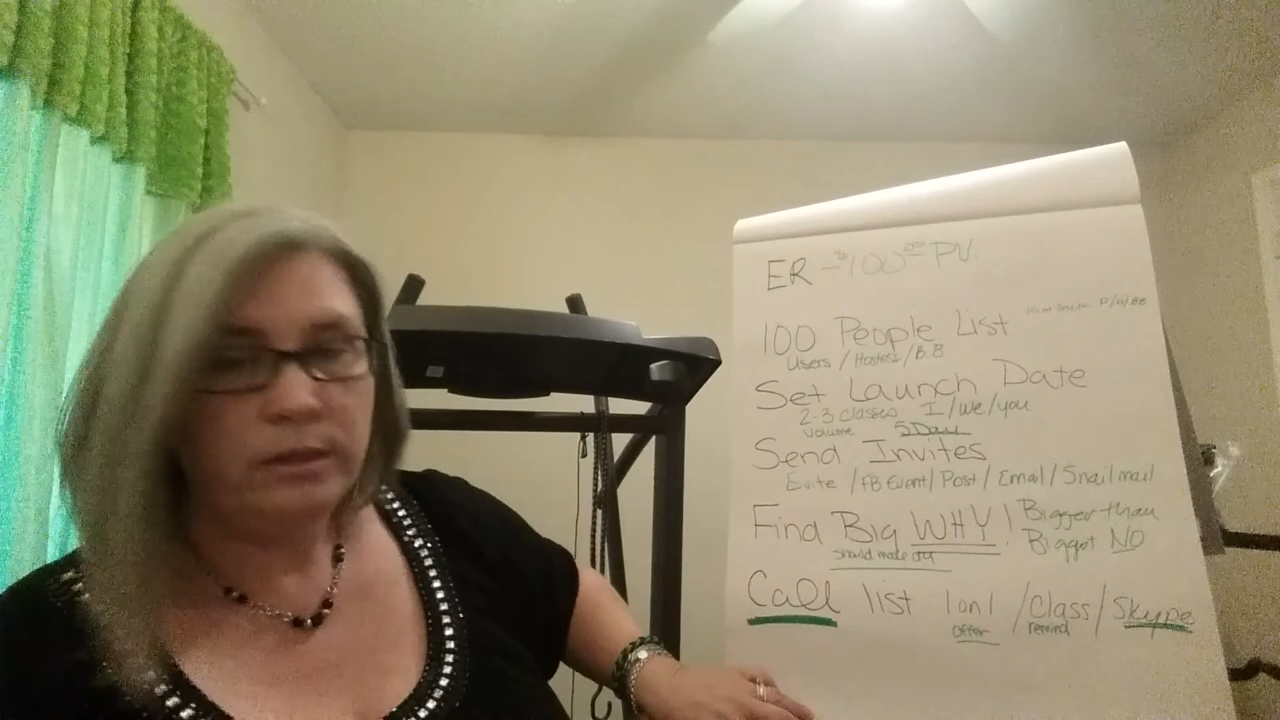 ER - 100 PV
100 People List
Users / Hostess / B.B
Set Launch Date
2-3 classes I/we/you
Volume 5 Day
Send Invites
Evite / FB Event / Post / Email / Snail mail
Find Big WHY! Bigger than
should make cry Biggest NO
Call list 1 on 1 / Class / Skype
offer remind